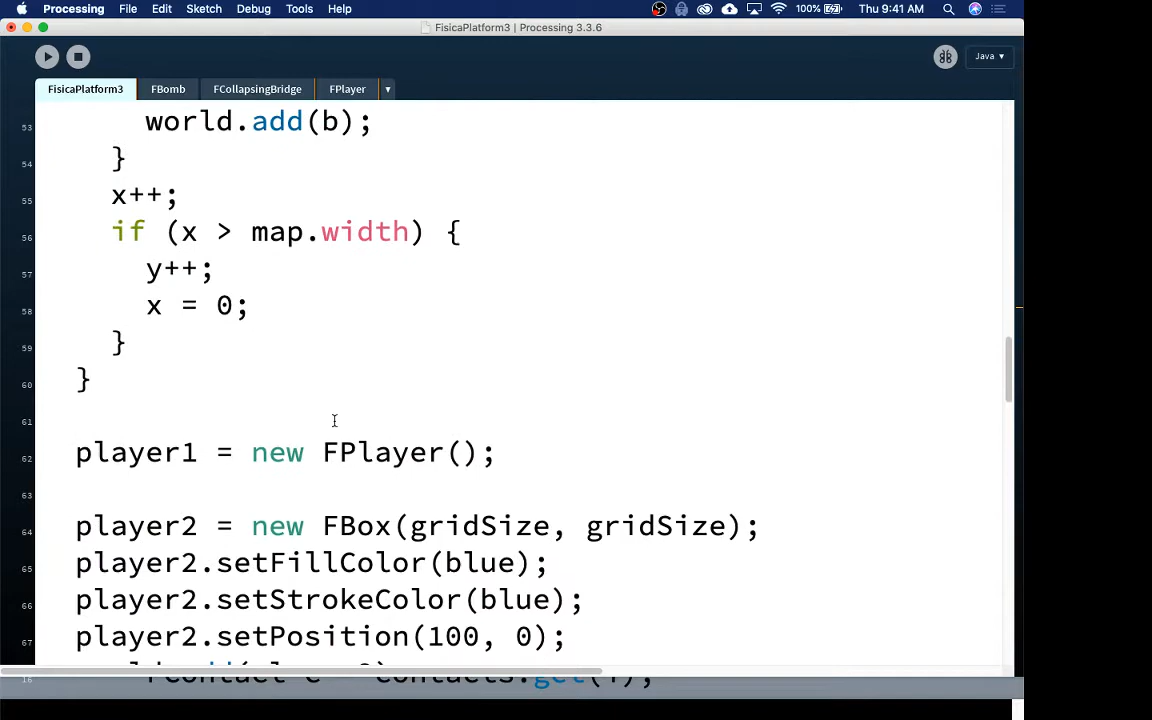 Processing File Edit Sketch Debug Tools Help 100% Thu 9:41 AM
FisicaPlatform3 | Processing 3.3.6
Java ▾
FisicaPlatform3 FBomb FCollapsingBridge FPlayer ▾
53 world.add(b);
54 }
55 x++;
56 if (x > map.width) {
57 y++;
58 x = 0;
59 }
60 }
61
62 player1 = new FPlayer();
63
64 player2 = new FBox(gridSize, gridSize);
65 player2.setFillColor(blue);
66 player2.setStrokeColor(blue);
67 player2.setPosition(100, 0);
16